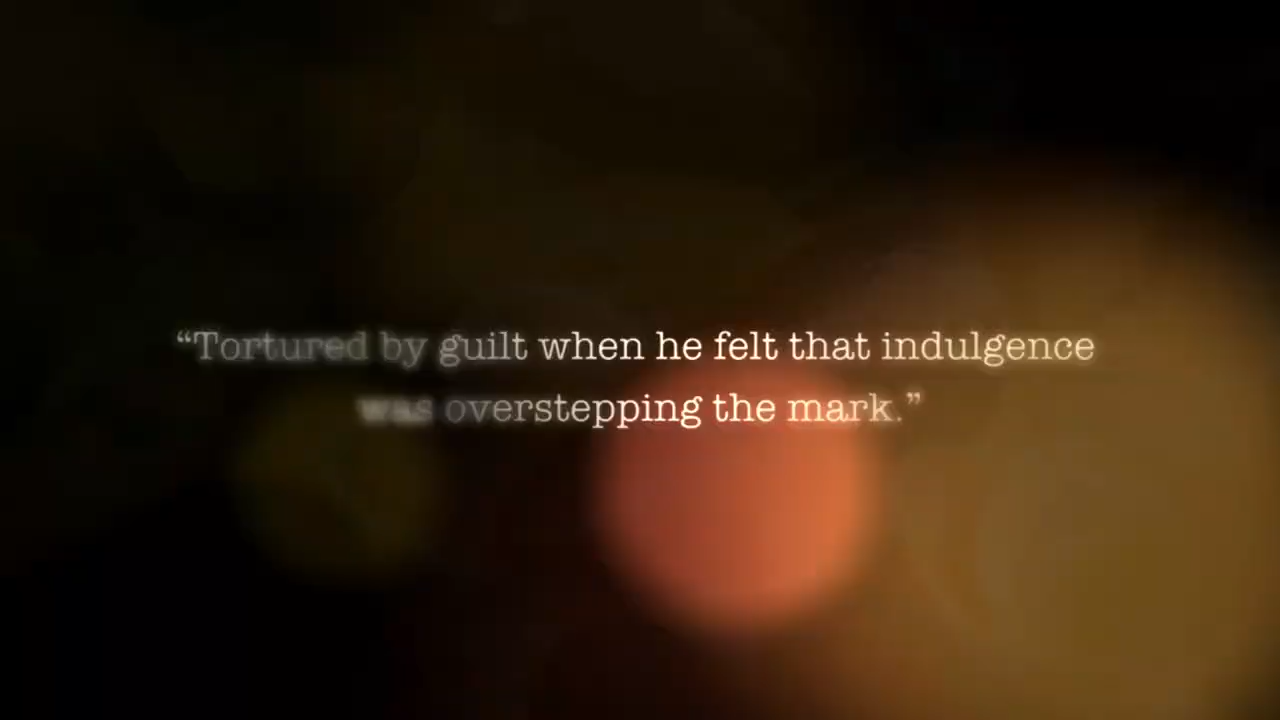 “Tortured by guilt when he felt that indulgence
was overstepping the mark.”